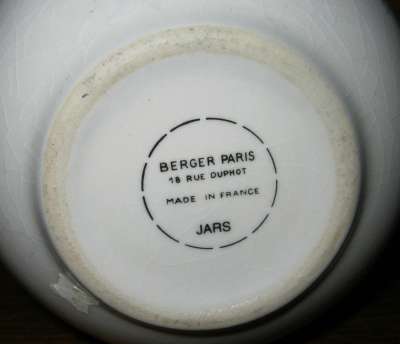 BERGER PARIS
18 RUE DUPHOT
MADE IN FRANCE
JARS